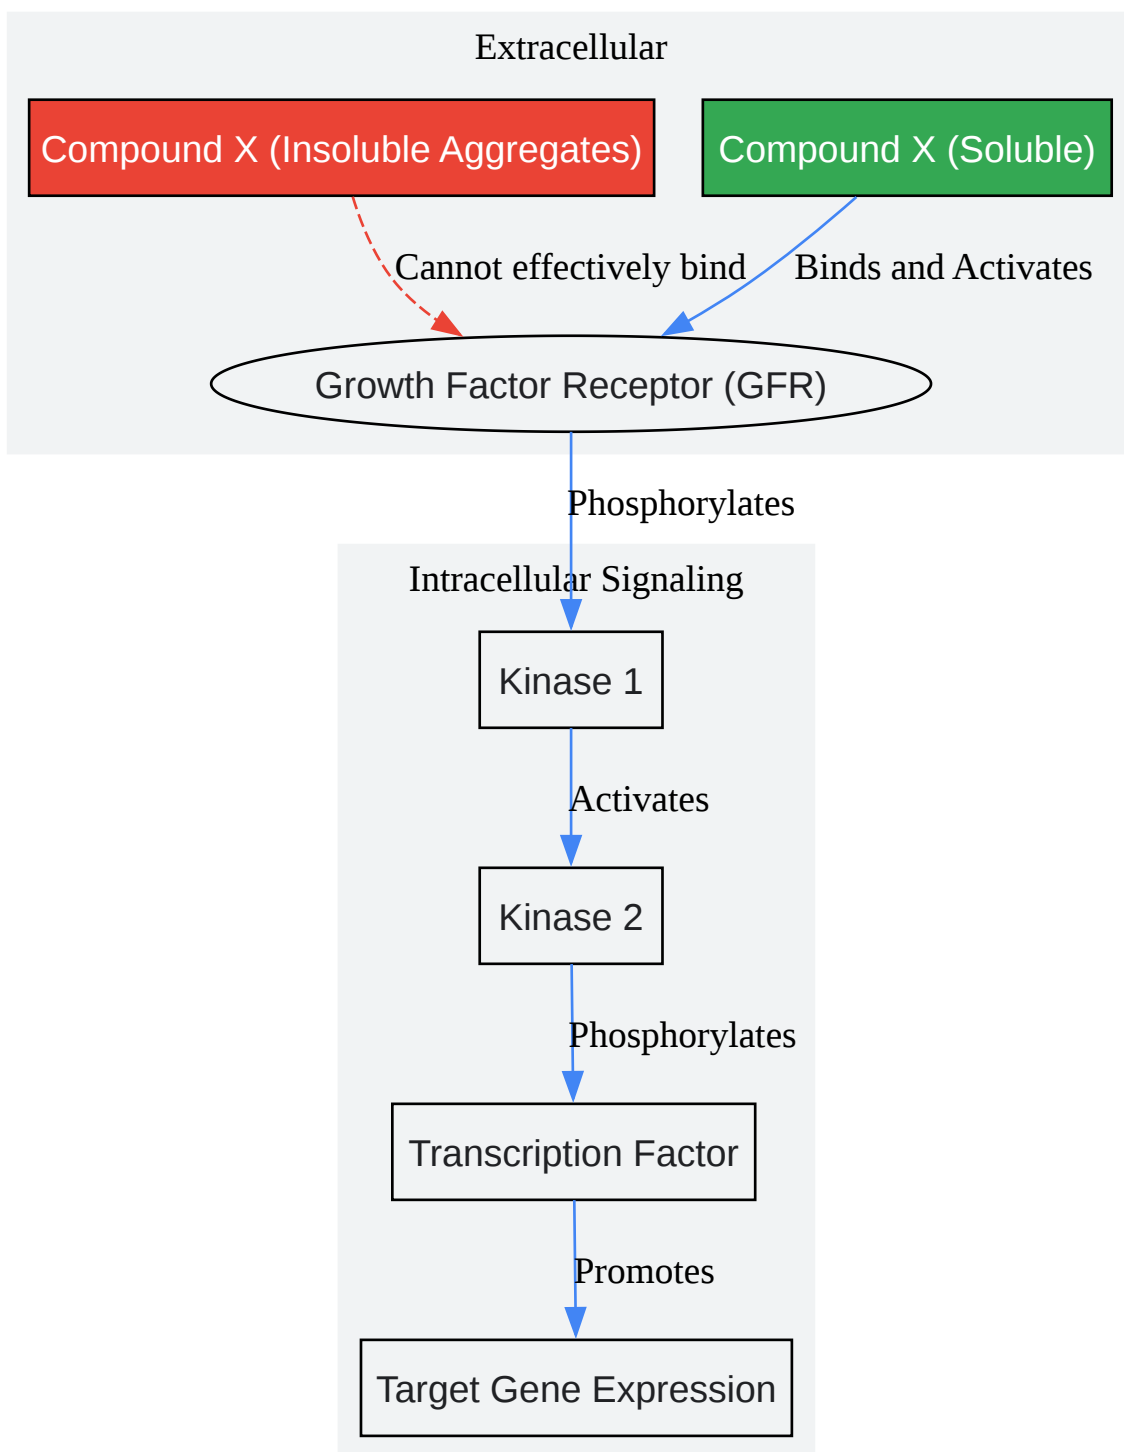 Extracellular
Compound X (Insoluble Aggregates)
Compound X (Soluble)
Cannot effectively bind
Binds and Activates
Growth Factor Receptor (GFR)
Phosphorylates
Intracellular Signaling
Kinase 1
Activates
Kinase 2
Phosphorylates
Transcription Factor
Promotes
Target Gene Expression